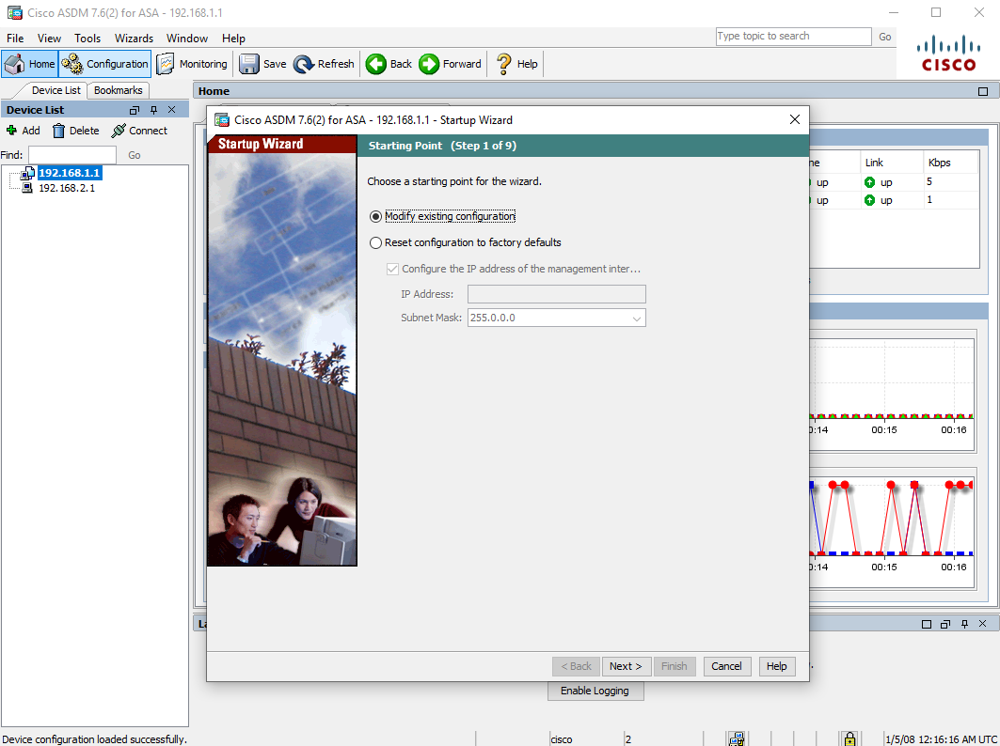 Cisco ASDM 7.6(2) for ASA - 192.168.1.1
File View Tools Wizards Window Help
Type topic to search Go
CISCO
Home Configuration Monitoring Save Refresh Back Forward Help
Device List Bookmarks
Device List
Add Delete Connect
Find: Go
192.168.1.1
192.168.2.1
Home
Cisco ASDM 7.6(2) for ASA - 192.168.1.1 - Startup Wizard
Startup Wizard
Starting Point (Step 1 of 9)
Choose a starting point for the wizard.
Modify existing configuration
Reset configuration to factory defaults
Configure the IP address of the management inter...
IP Address:
Subnet Mask: 255.0.0.0
< Back Next > Finish Cancel Help
Link Kbps
up up 5
up up 1
00:15 00:16
00:15 00:16
Enable Logging
Device configuration loaded successfully.
cisco
2
1/5/08 12:16:16 AM UTC